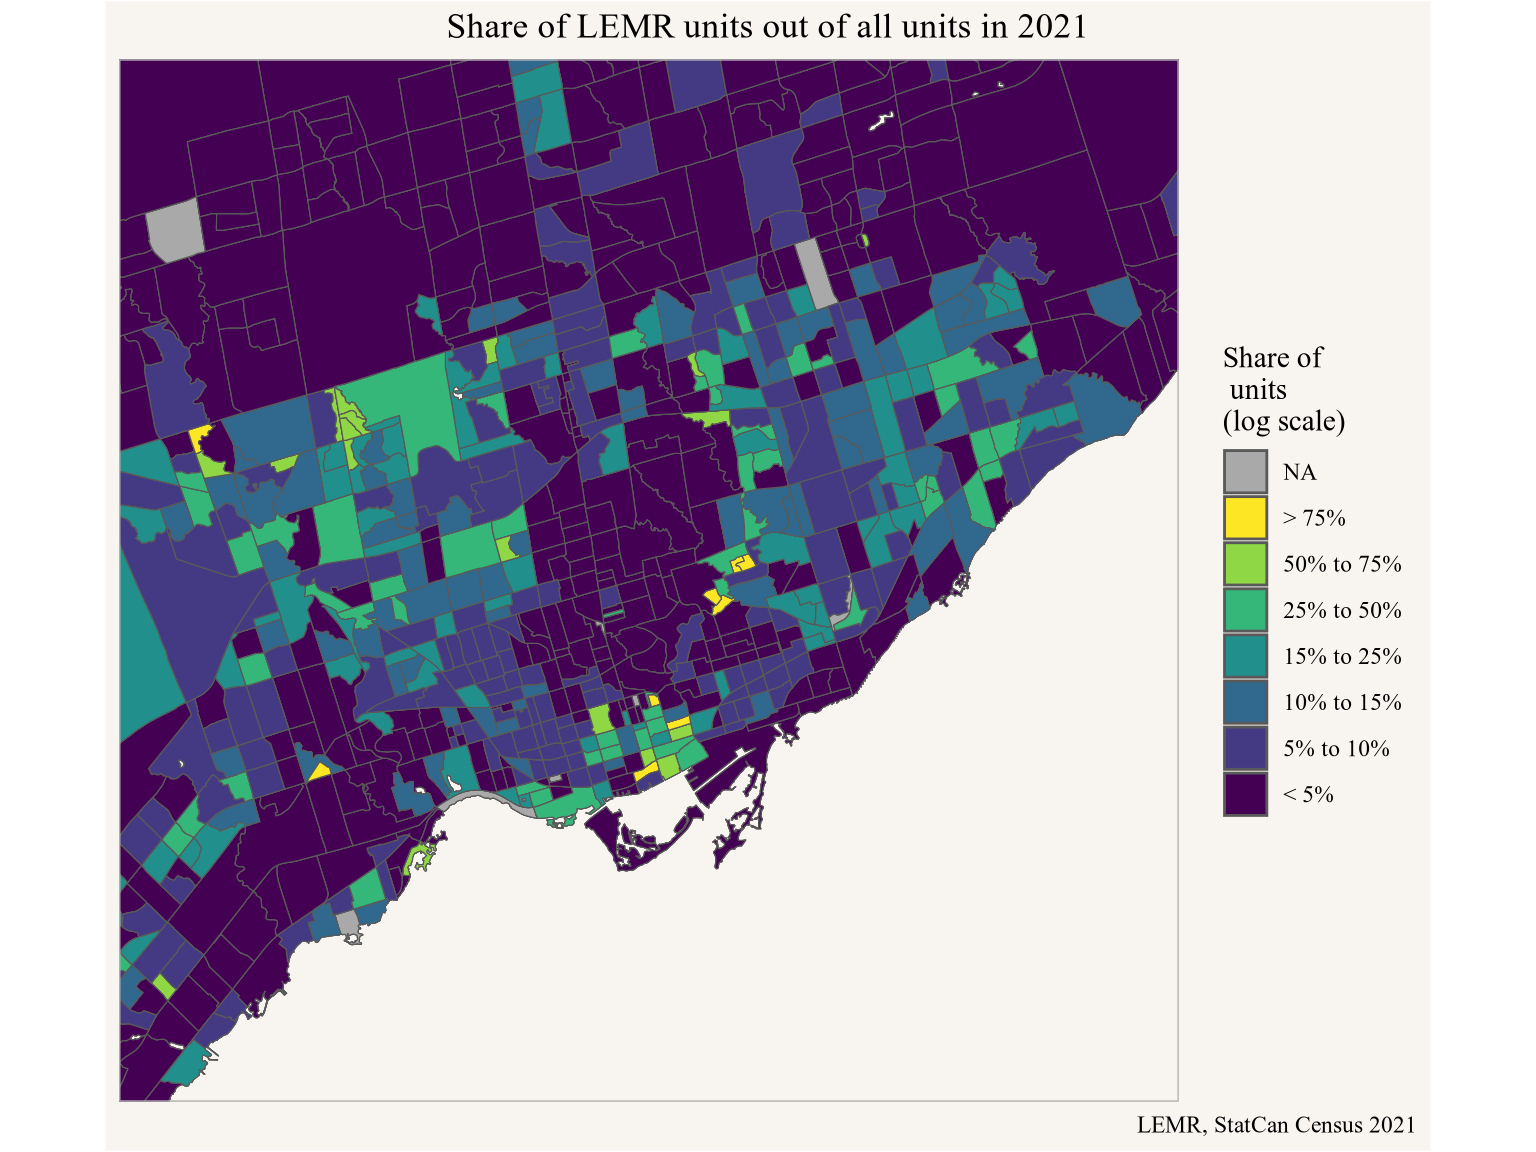 Share of LEMR units out of all units in 2021
Share of
units
(log scale)
NA
> 75%
50% to 75%
25% to 50%
15% to 25%
10% to 15%
5% to 10%
< 5%
LEMR, StatCan Census 2021